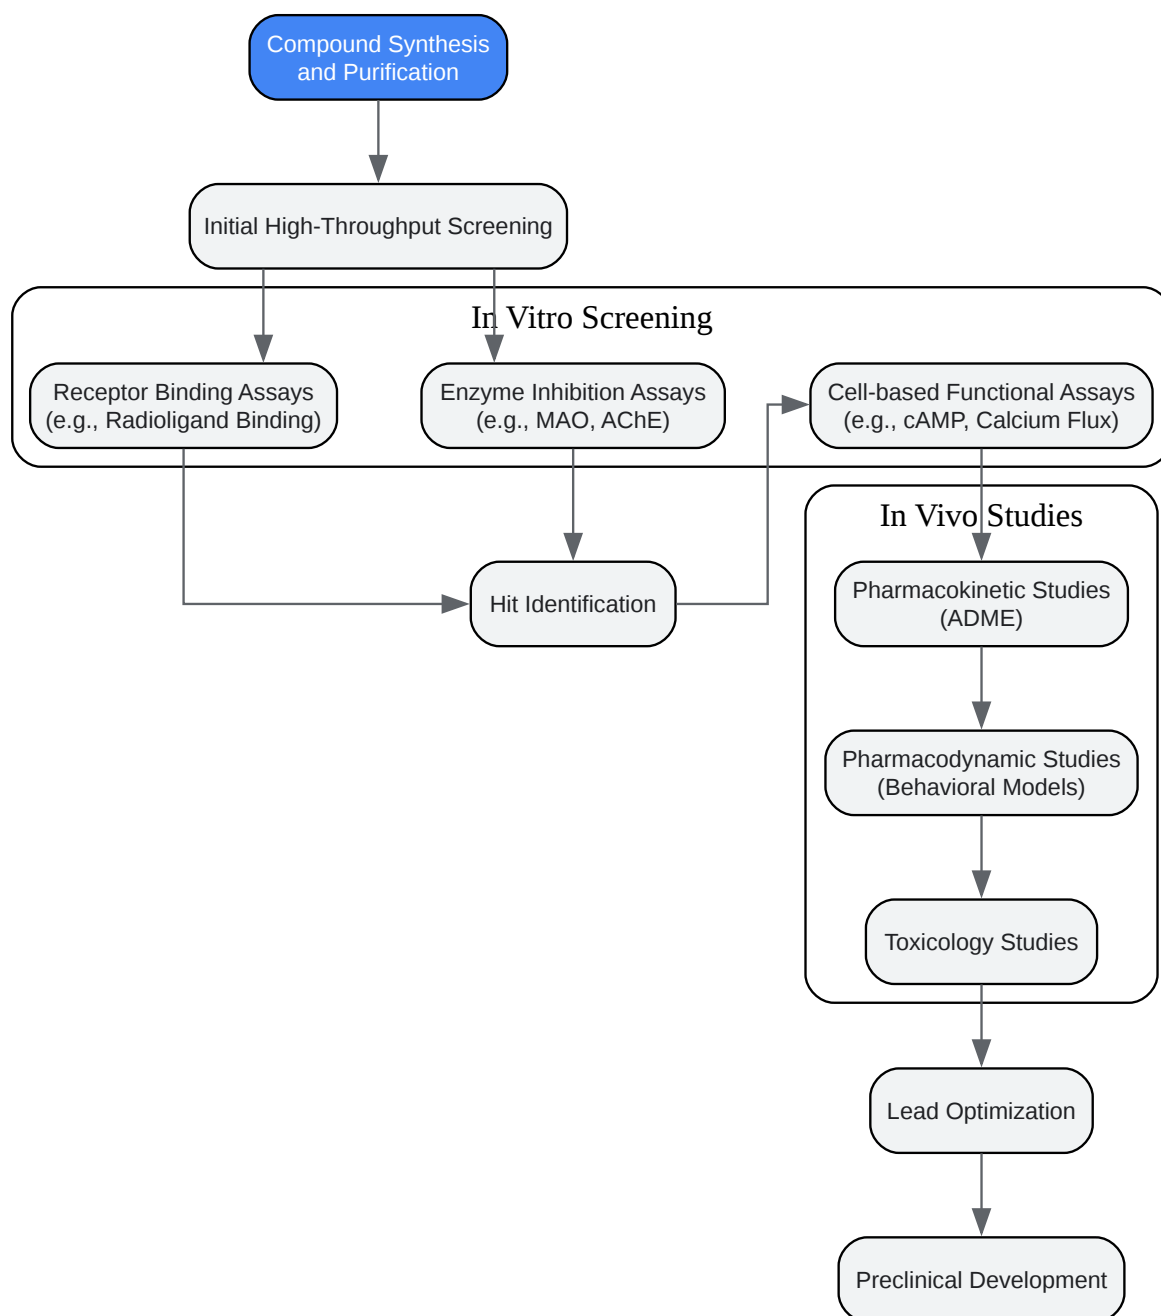 Compound Synthesis
and Purification
Initial High-Throughput Screening
In Vitro Screening
Receptor Binding Assays
(e.g., Radioligand Binding)
Enzyme Inhibition Assays
(e.g., MAO, AChE)
Cell-based Functional Assays
(e.g., cAMP, Calcium Flux)
In Vivo Studies
Hit Identification
Pharmacokinetic Studies
(ADME)
Pharmacodynamic Studies
(Behavioral Models)
Toxicology Studies
Lead Optimization
Preclinical Development